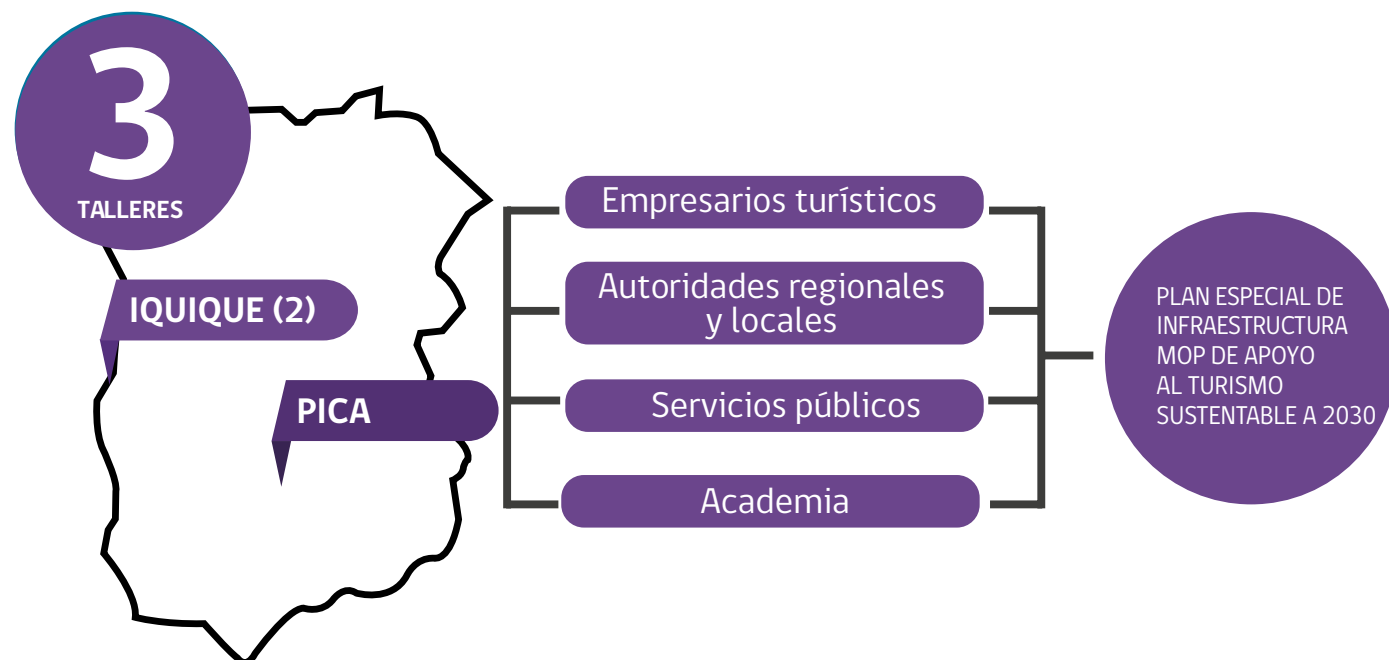 3
TALLERES
IQUIQUE (2)
PICA
Empresarios turísticos
Autoridades regionales
y locales
Servicios públicos
Academia
PLAN ESPECIAL DE
INFRAESTRUCTURA
MOP DE APOYO
AL TURISMO
SUSTENTABLE A 2030